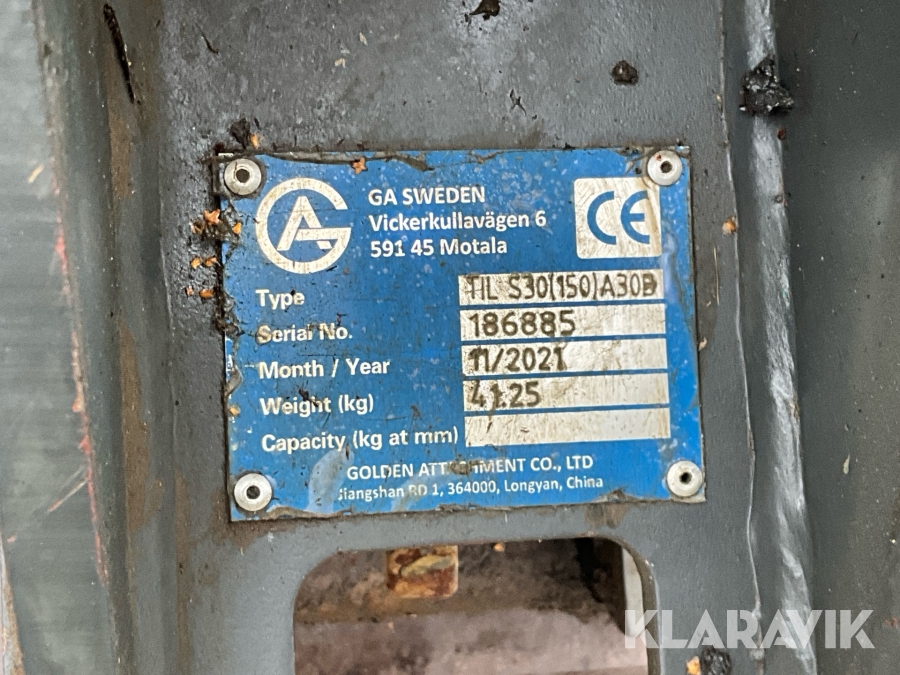 GA SWEDEN
Vickerkullavägen 6
591 45 Motala
CE
Type TIL S30(150)A30B
Serial No. 186885
Month / Year 11/2021
Weight (kg) 41.25
Capacity (kg at mm)
GOLDEN ATTACHMENT CO., LTD
Jiangshan RD 1, 364000, Longyan, China
KLARAVIK